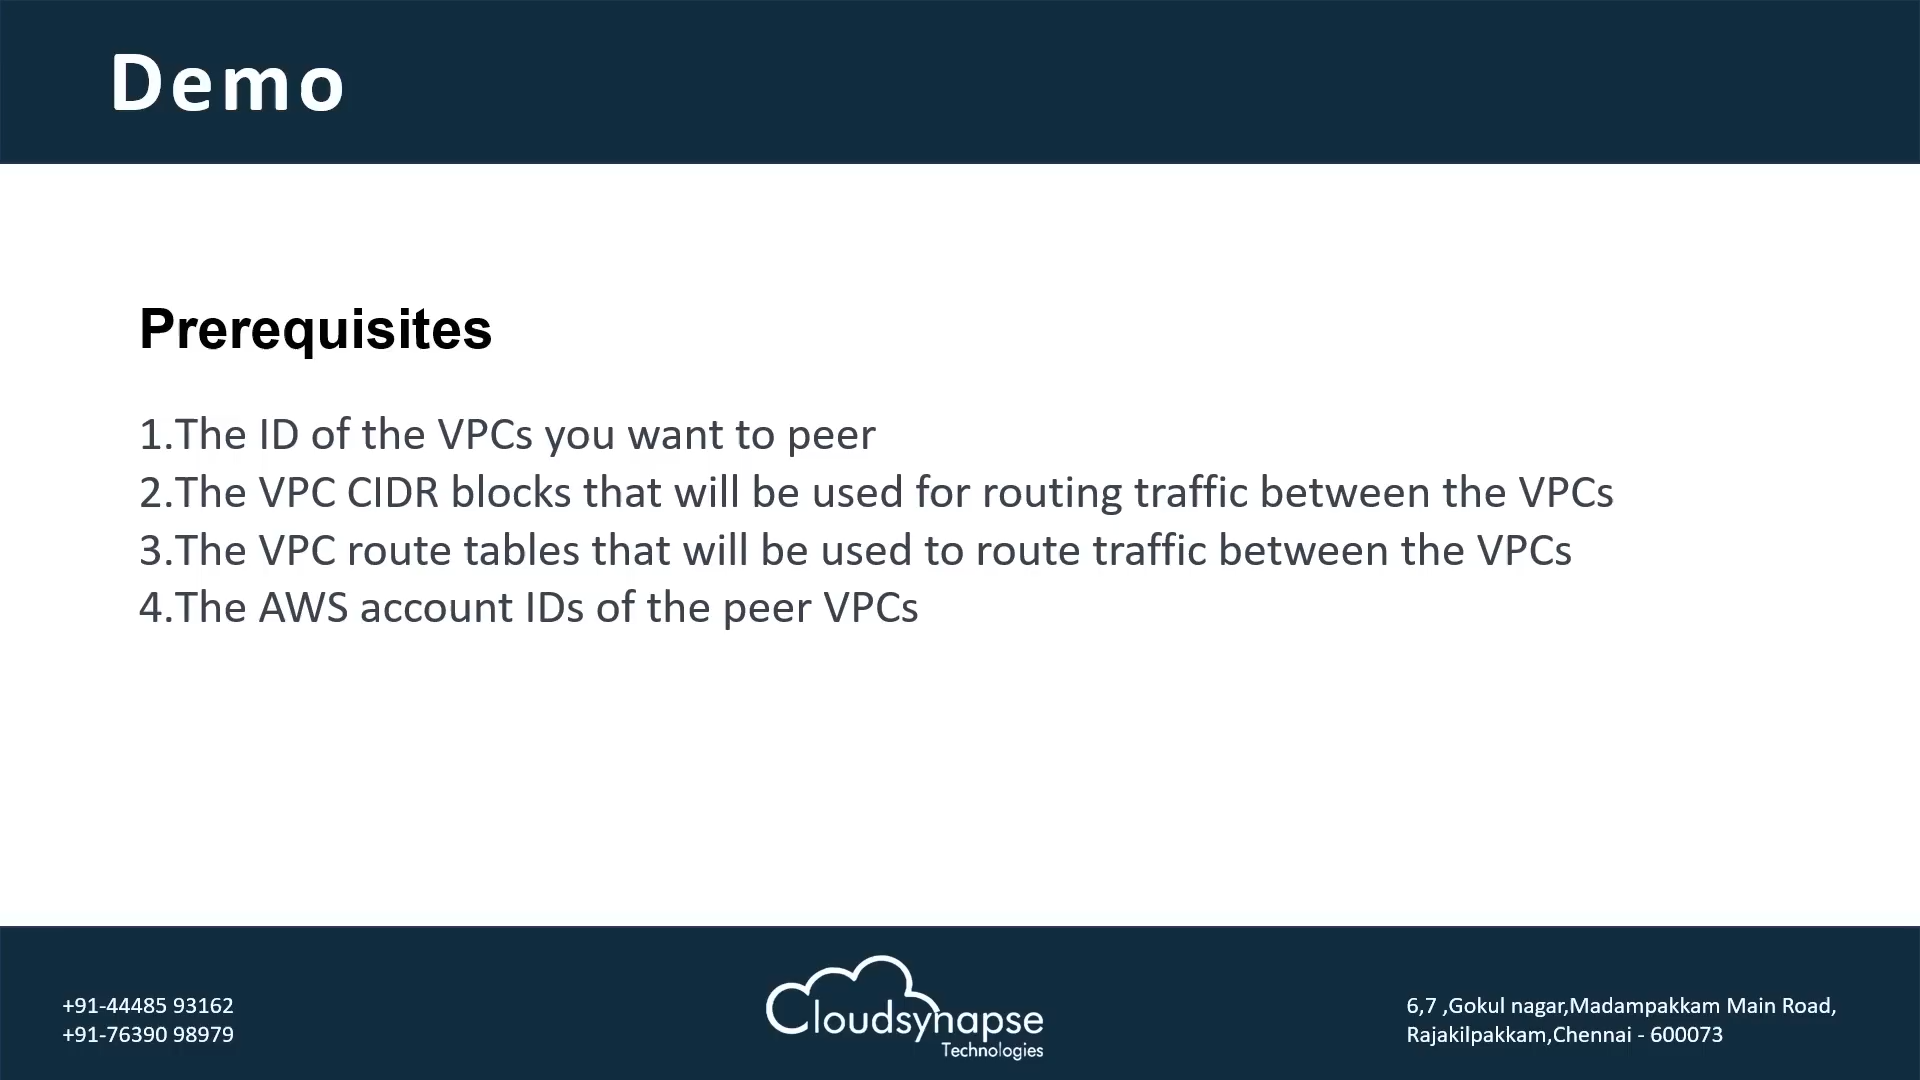 Demo
Prerequisites
1.The ID of the VPCs you want to peer
2.The VPC CIDR blocks that will be used for routing traffic between the VPCs
3.The VPC route tables that will be used to route traffic between the VPCs
4.The AWS account IDs of the peer VPCs
+91-44485 93162
+91-76390 98979
Cloudsynapse
Technologies
6,7 ,Gokul nagar,Madampakkam Main Road,
Rajakilpakkam,Chennai - 600073